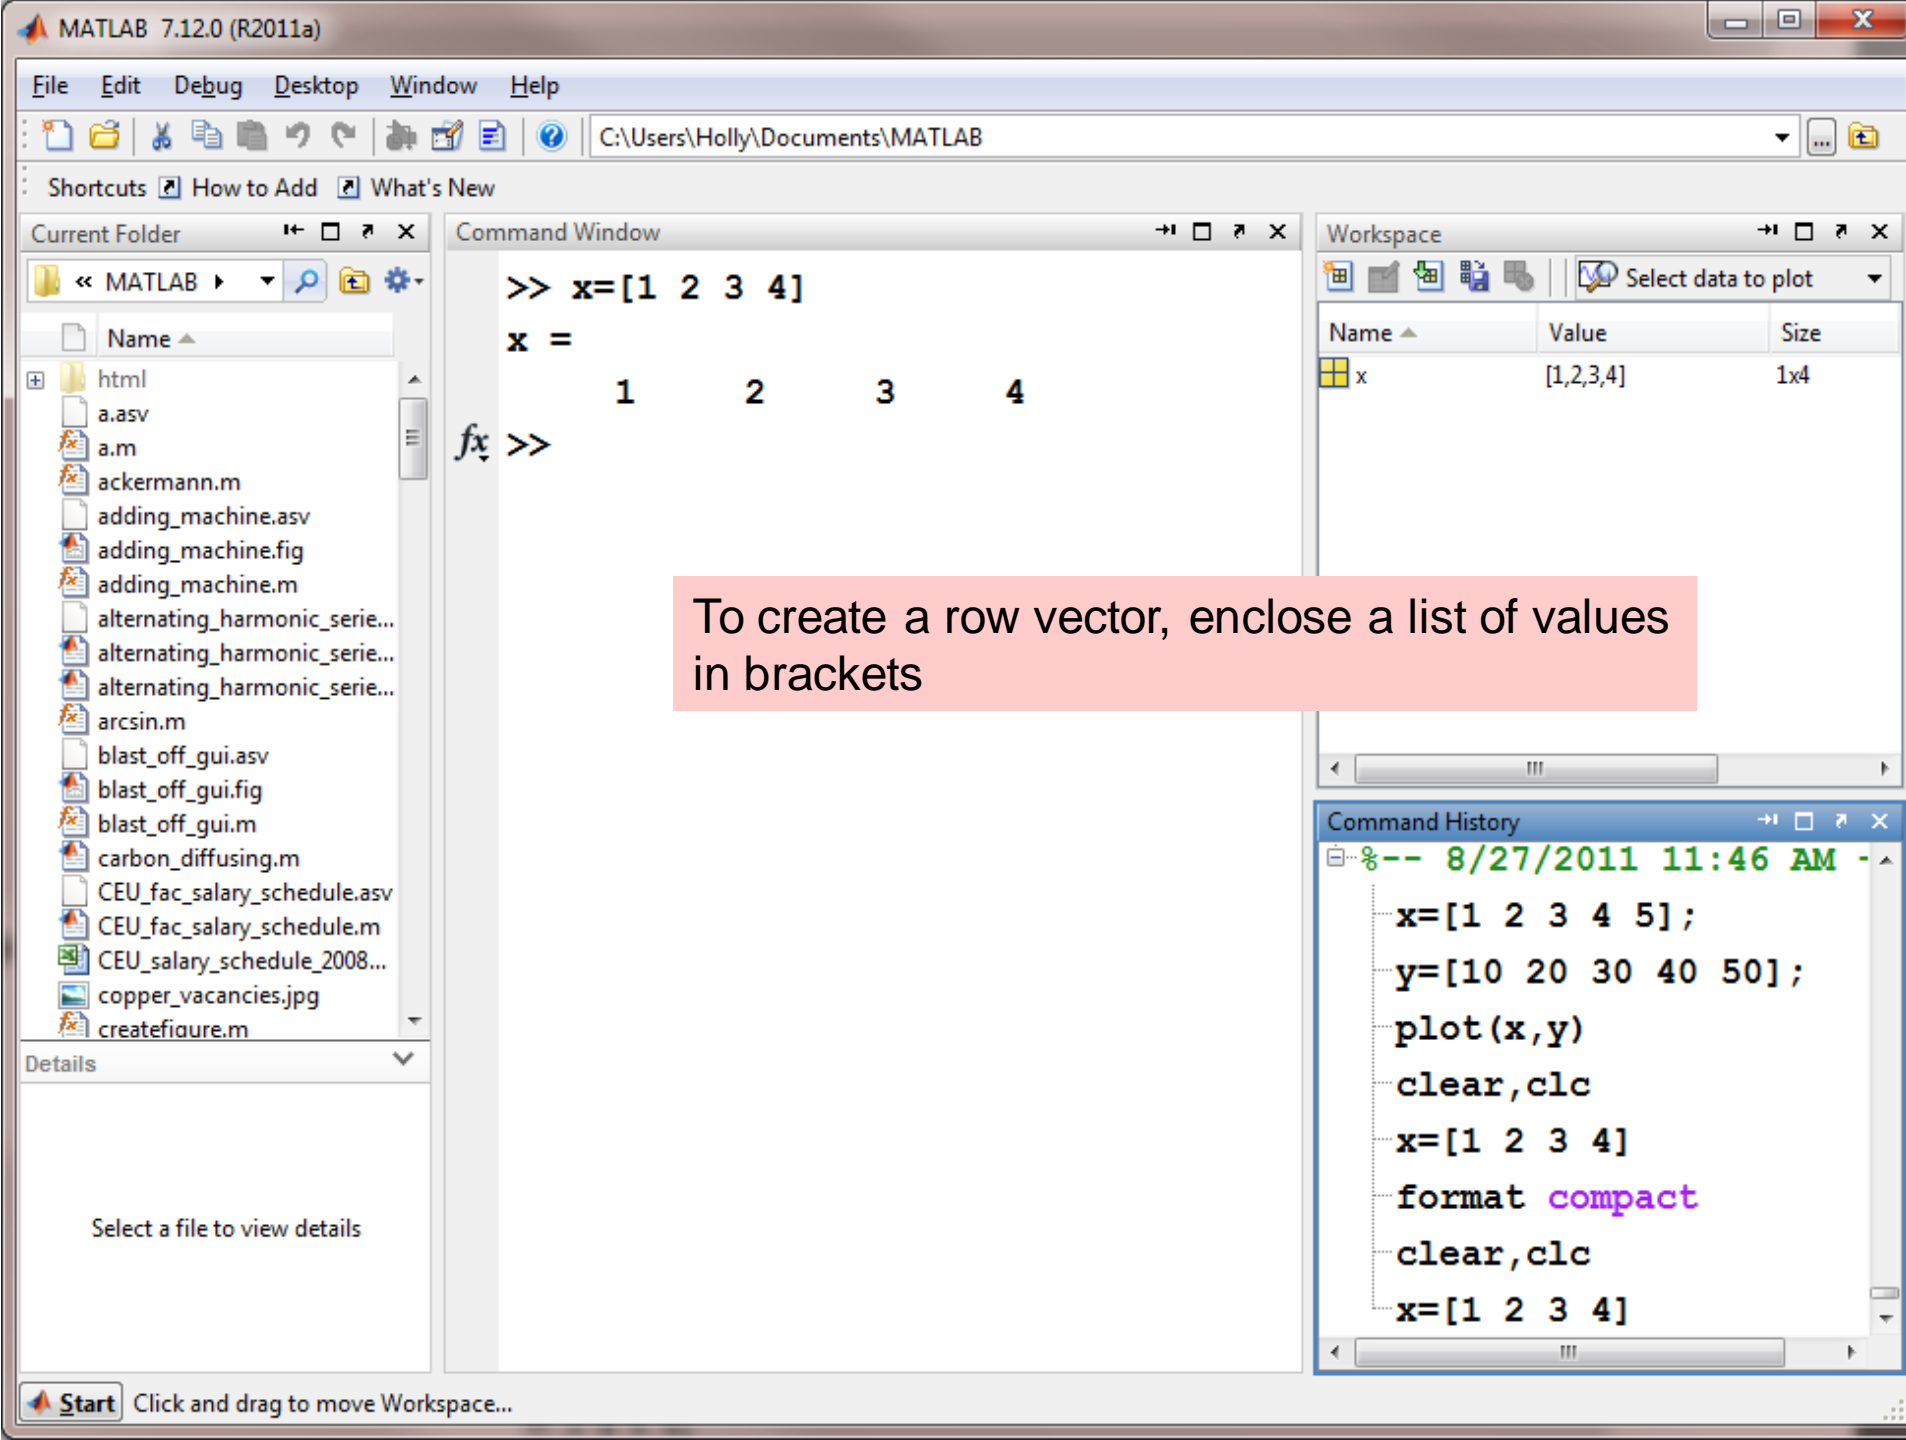 MATLAB 7.12.0 (R2011a)
File Edit Debug Desktop Window Help
C:\Users\Holly\Documents\MATLAB
Shortcuts How to Add What's New
Current Folder
« MATLAB
Name
html
a.asv
a.m
ackermann.m
adding_machine.asv
adding_machine.fig
adding_machine.m
alternating_harmonic_serie...
alternating_harmonic_serie...
alternating_harmonic_serie...
arcsin.m
blast_off_gui.asv
blast_off_gui.fig
blast_off_gui.m
carbon_diffusing.m
CEU_fac_salary_schedule.asv
CEU_fac_salary_schedule.m
CEU_salary_schedule_2008...
copper_vacancies.jpg
createfigure.m
Details
Select a file to view details
Command Window
>> x=[1 2 3 4]
x =
1 2 3 4
fx >>
To create a row vector, enclose a list of values
in brackets
Workspace
Select data to plot
Name Value Size
x [1,2,3,4] 1x4
Command History
%-- 8/27/2011 11:46 AM -
x=[1 2 3 4 5];
y=[10 20 30 40 50];
plot(x,y)
clear,clc
x=[1 2 3 4]
format compact
clear,clc
x=[1 2 3 4]
Start Click and drag to move Workspace...